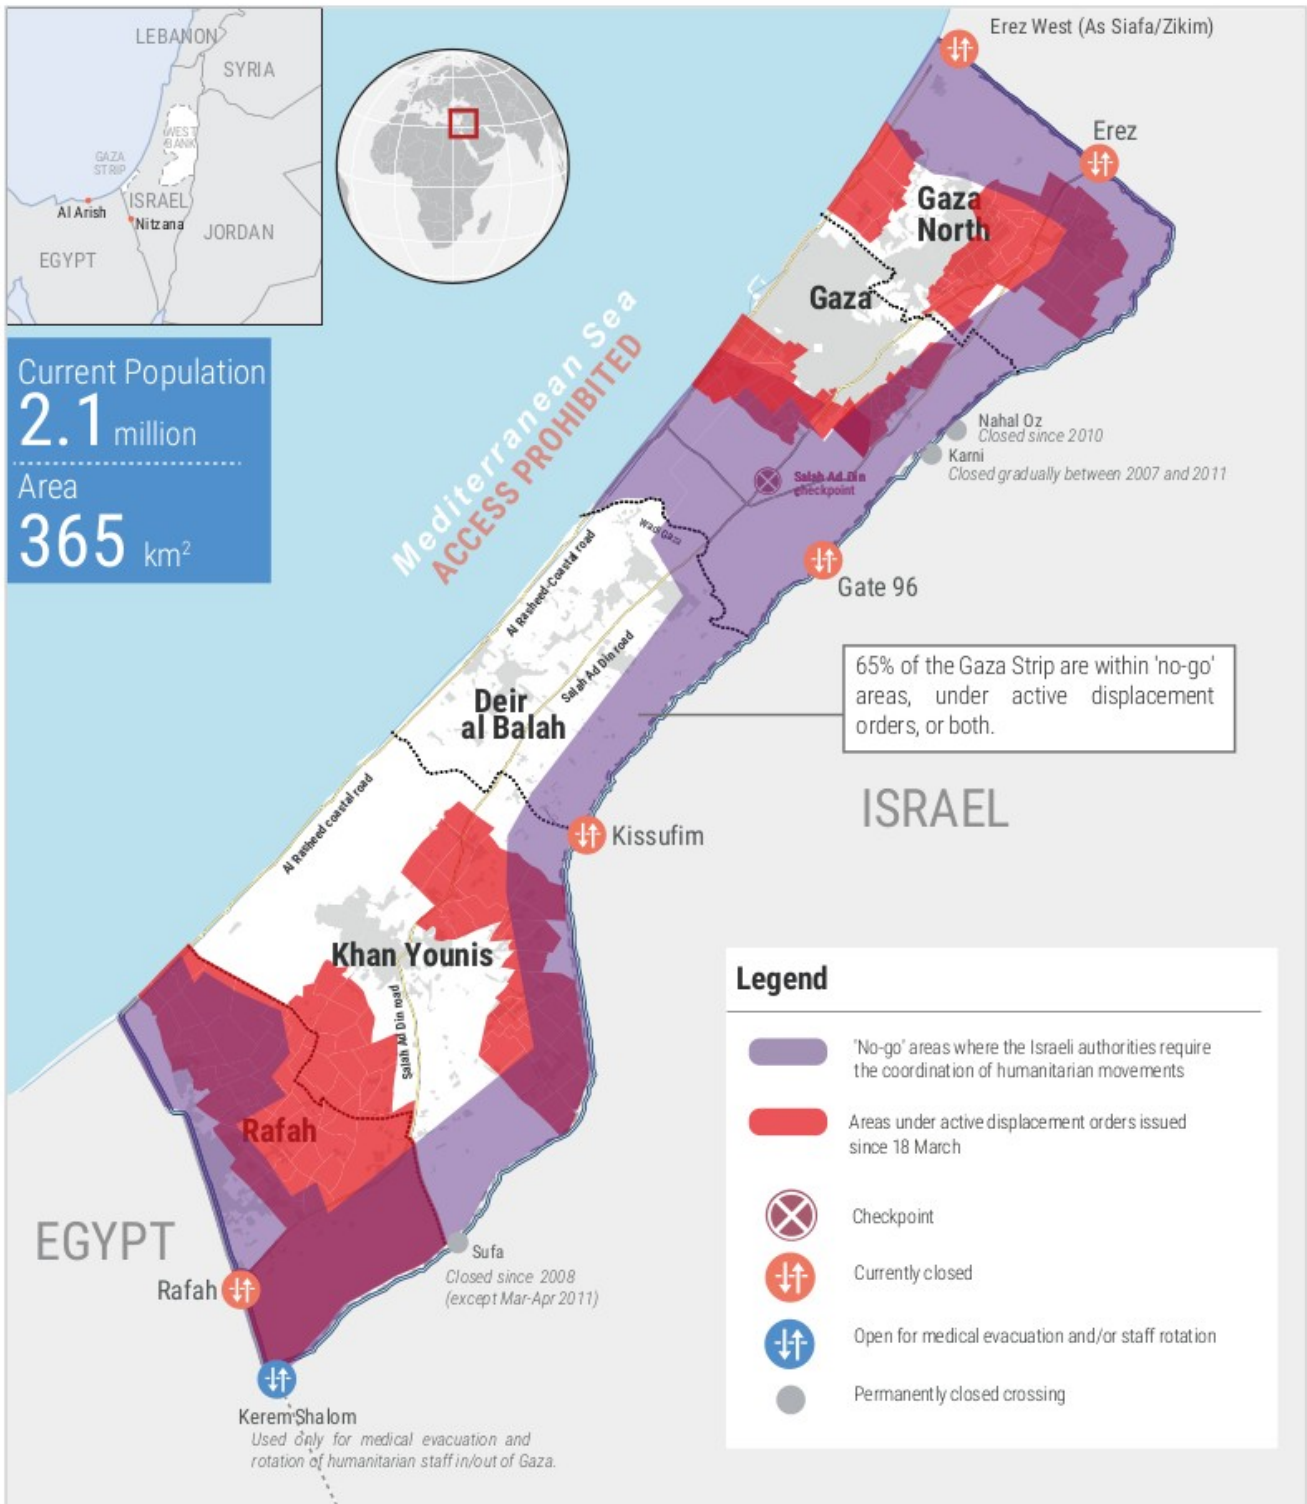 LEBANON
SYRIA
WEST
BANK
GAZA
STRIP
ISRAEL
Al Arish
Nitzana
JORDAN
EGYPT
Current Population
2.1 million
Area
365 km²
Mediterranean Sea
ACCESS PROHIBITED
Erez West (As Siafa/Zikim)
Erez
Gaza
North
Gaza
Nahal Oz
Closed since 2010
Karni
Closed gradually between 2007 and 2011
Salah Ad Din
checkpoint
Wadi Gaza
Gate 96
Al Rasheed-Coastal road
Salah Ad Din road
65% of the Gaza Strip are within 'no-go'
areas, under active displacement
orders, or both.
Deir
al Balah
ISRAEL
Al Rasheed coastal road
Kissufim
Khan Younis
Salah Ad Din road
Rafah
EGYPT
Sufa
Closed since 2008
(except Mar-Apr 2011)
Rafah
Kerem Shalom
Used only for medical evacuation and
rotation of humanitarian staff in/out of Gaza.
Legend
'No-go' areas where the Israeli authorities require
the coordination of humanitarian movements
Areas under active displacement orders issued
since 18 March
Checkpoint
Currently closed
Open for medical evacuation and/or staff rotation
Permanently closed crossing